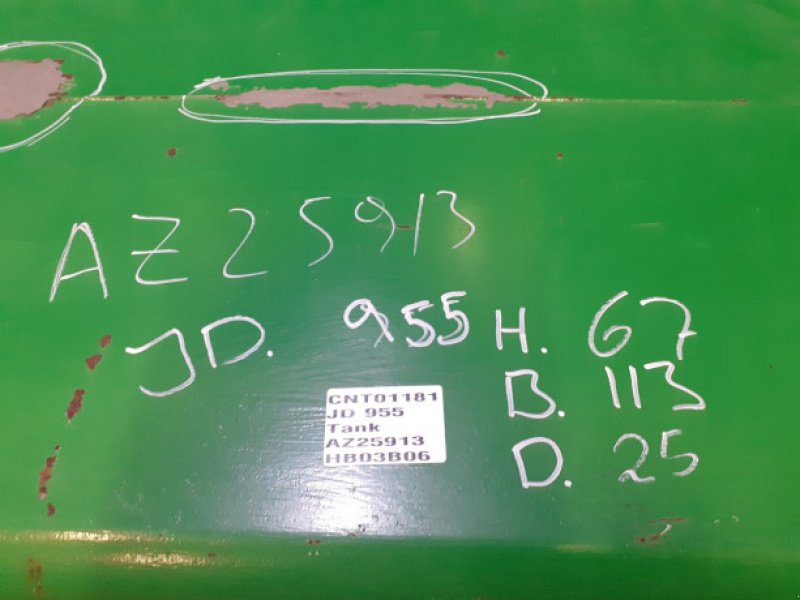 AZ25913
JD. 955
H. 67
B. 113
D. 25
CNT01181
JD 955
Tank
AZ25913
HB03B06